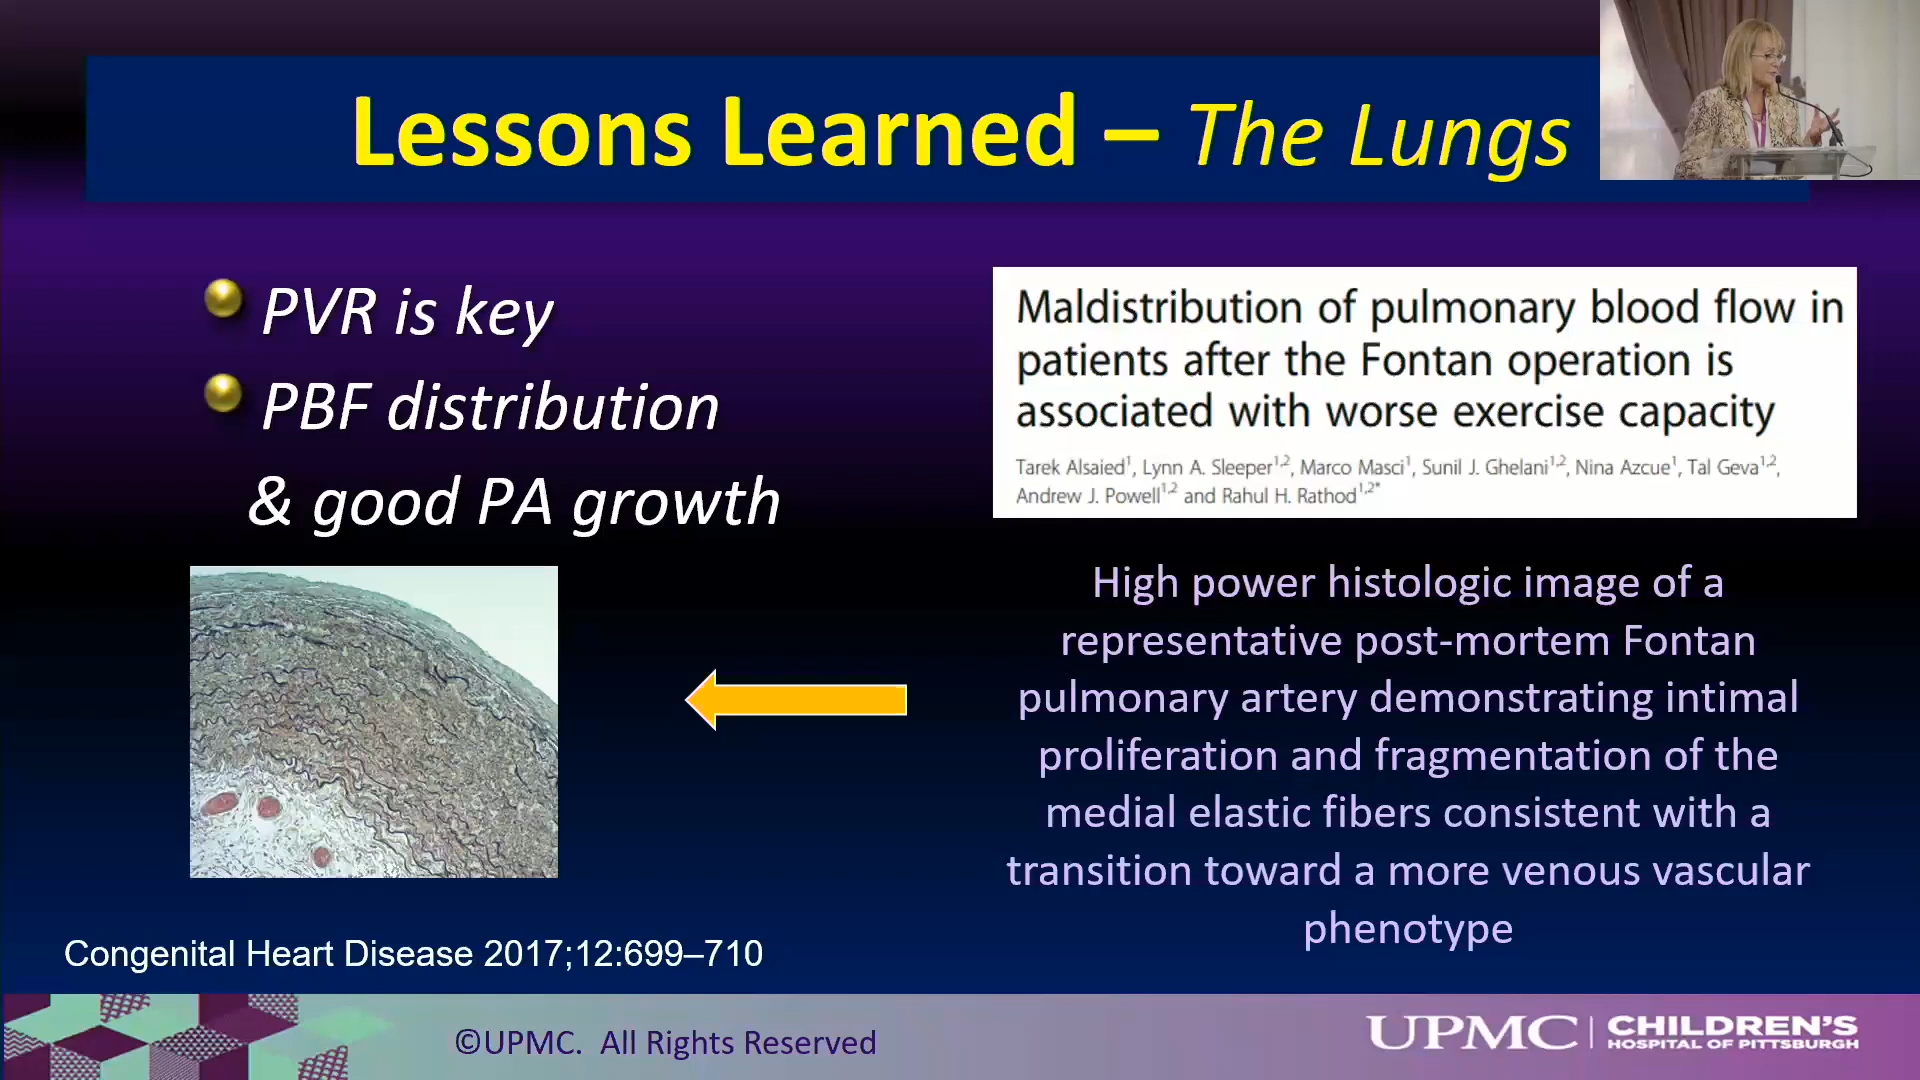 Lessons Learned – The Lungs
PVR is key
PBF distribution
& good PA growth
Maldistribution of pulmonary blood flow in
patients after the Fontan operation is
associated with worse exercise capacity
Tarek Alsaied¹, Lynn A. Sleeper¹,², Marco Masci¹, Sunil J. Ghelani¹,², Nina Azcue¹, Tal Geva¹,²,
Andrew J. Powell¹,² and Rahul H. Rathod¹,²*
High power histologic image of a
representative post-mortem Fontan
pulmonary artery demonstrating intimal
proliferation and fragmentation of the
medial elastic fibers consistent with a
transition toward a more venous vascular
phenotype
Congenital Heart Disease 2017;12:699–710
©UPMC. All Rights Reserved
UPMC | CHILDREN'S
HOSPITAL OF PITTSBURGH